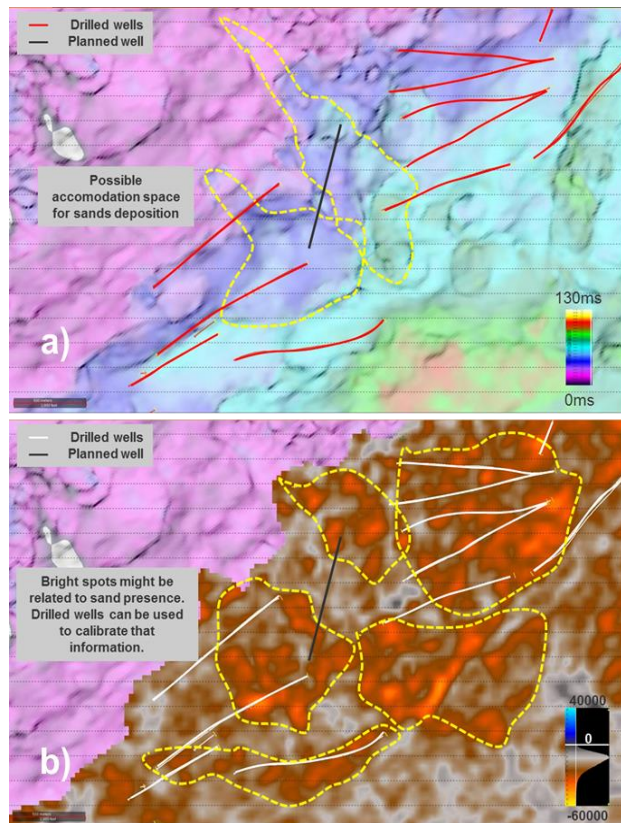 Drilled wells
Planned well
Possible
accomodation space
for sands deposition
130ms
a)
0ms
Drilled wells
Planned well
Bright spots might be
related to sand presence.
Drilled wells can be used
to calibrate that
information.
40000
0
b)
-60000